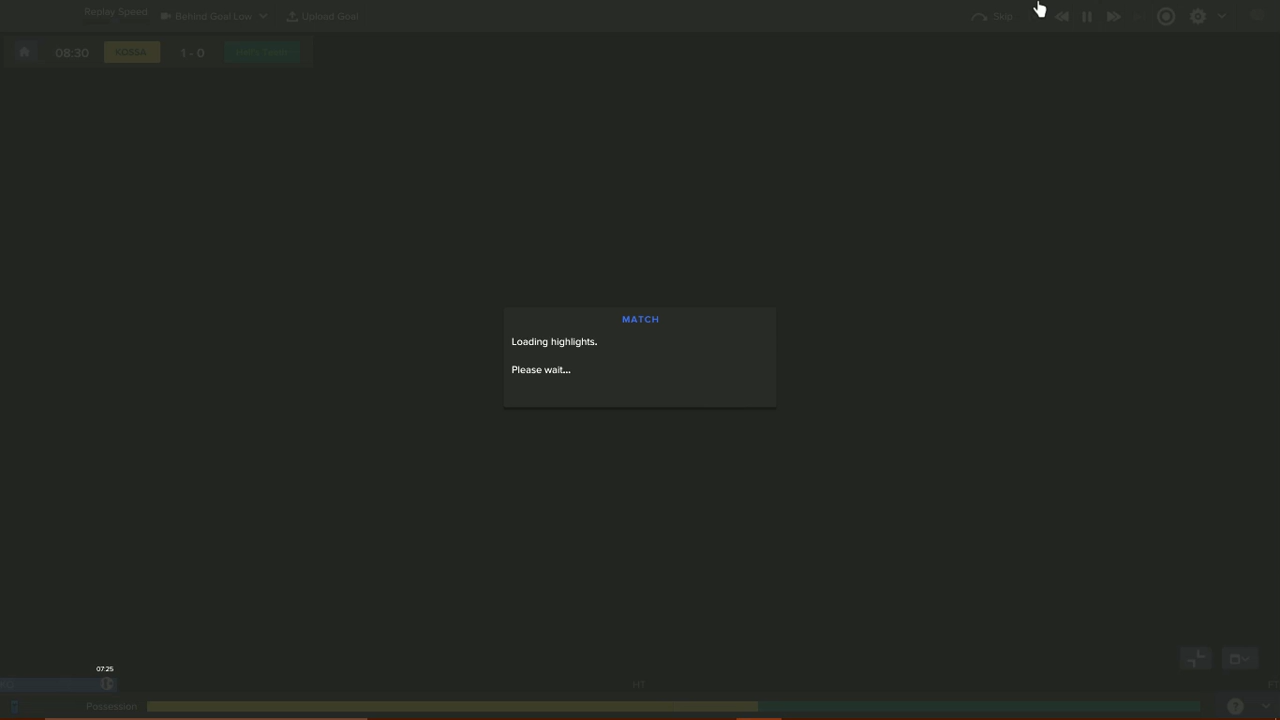 Replay Speed
Behind Goal Low
Upload Goal
Skip
08:30
KOSSA
1 - 0
MATCH
Loading highlights.
Please wait...
07:25
KO
HT
Possession